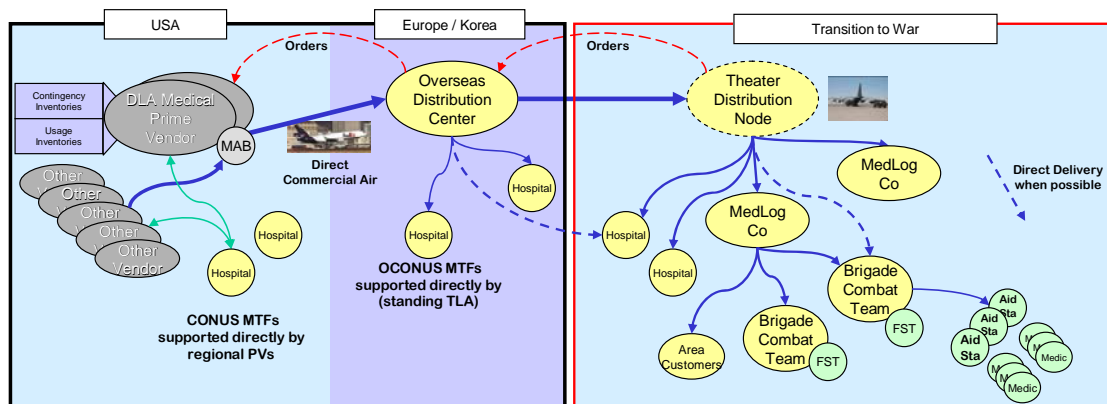 USA
Europe / Korea
Transition to War
Orders
Orders
Contingency
Inventories
Usage
Inventories
DLA Medical
Prime
Vendor
MAB
Overseas
Distribution
Center
Theater
Distribution
Node
Direct
Commercial Air
MedLog
Co
Direct Delivery
when possible
Other
Other
Other
Other
Other
Vendor
Hospital
Hospital
Hospital
Hospital
Hospital
Hospital
MedLog
Co
CONUS MTFs
supported directly by
regional PVs
OCONUS MTFs
supported directly by
(standing TLA)
Brigade
Combat
Team
FST
Area
Customers
Brigade
Combat
Team
FST
Aid
Sta
Aid
Sta
Aid
Sta
Medic
Medic